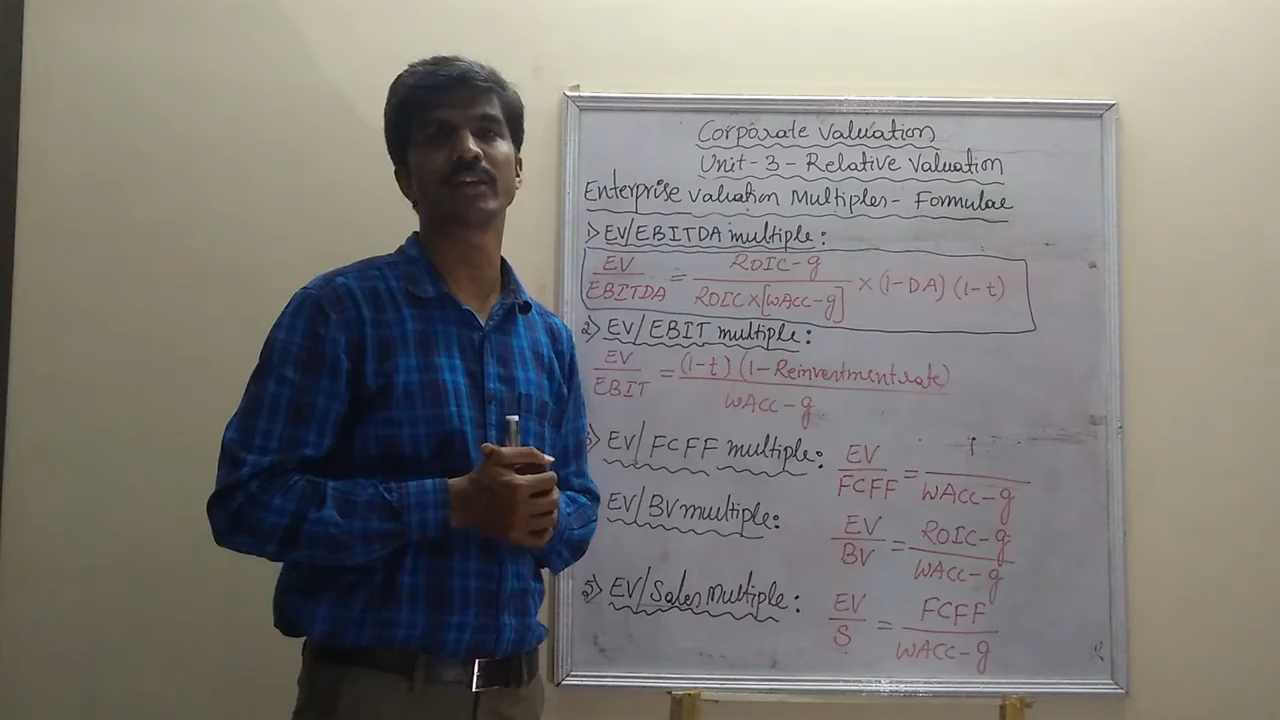 Corporate Valuation
Unit-3-Relative Valuation
Enterprise Valuation Multiples- Formulae
1> EV/EBITDA multiple:
EV/EBITDA = ROIC-g/ROIC×[WACC-g] × (1-DA) (1-t)
2> EV/EBIT multiple:
EV/EBIT = (1-t) (1-Reinvestment rate)/WACC-g
3> EV/FCFF multiple: EV/FCFF = 1/WACC-g
EV/BV multiple: EV/BV = ROIC-g/WACC-g
5> EV/Sales multiple: EV/S = FCFF/WACC-g